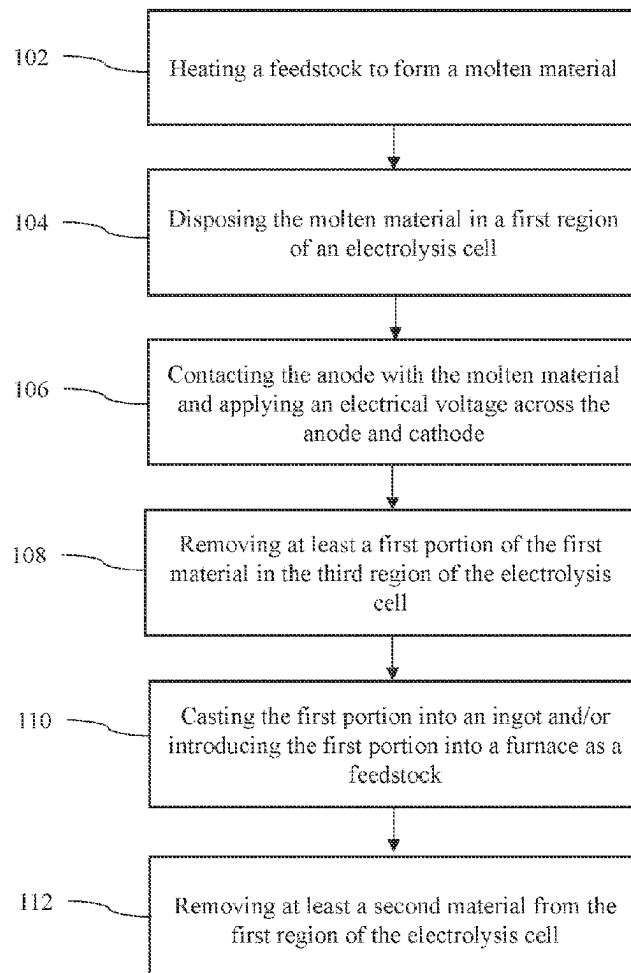 102
Heating a feedstock to form a molten material
104
Disposing the molten material in a first region
of an electrolysis cell
106
Contacting the anode with the molten material
and applying an electrical voltage across the
anode and cathode
108
Removing at least a first portion of the first
material in the third region of the electrolysis
cell
110
Casting the first portion into an ingot and/or
introducing the first portion into a furnace as a
feedstock
112
Removing at least a second material from the
first region of the electrolysis cell